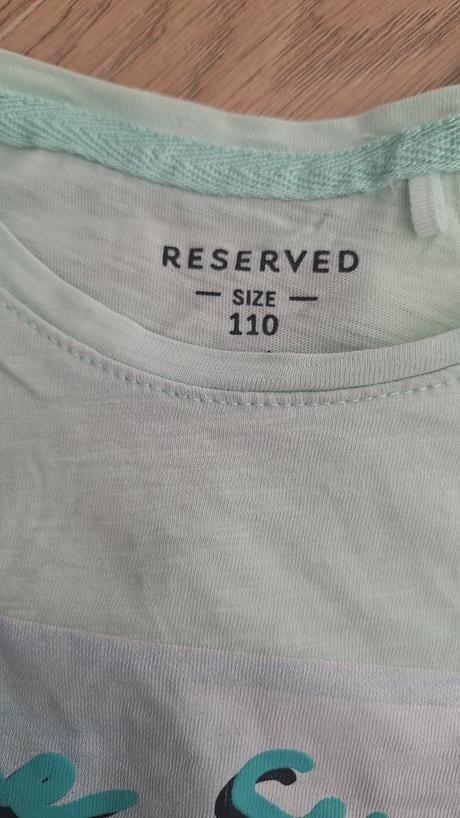 RESERVED
— SIZE —
110